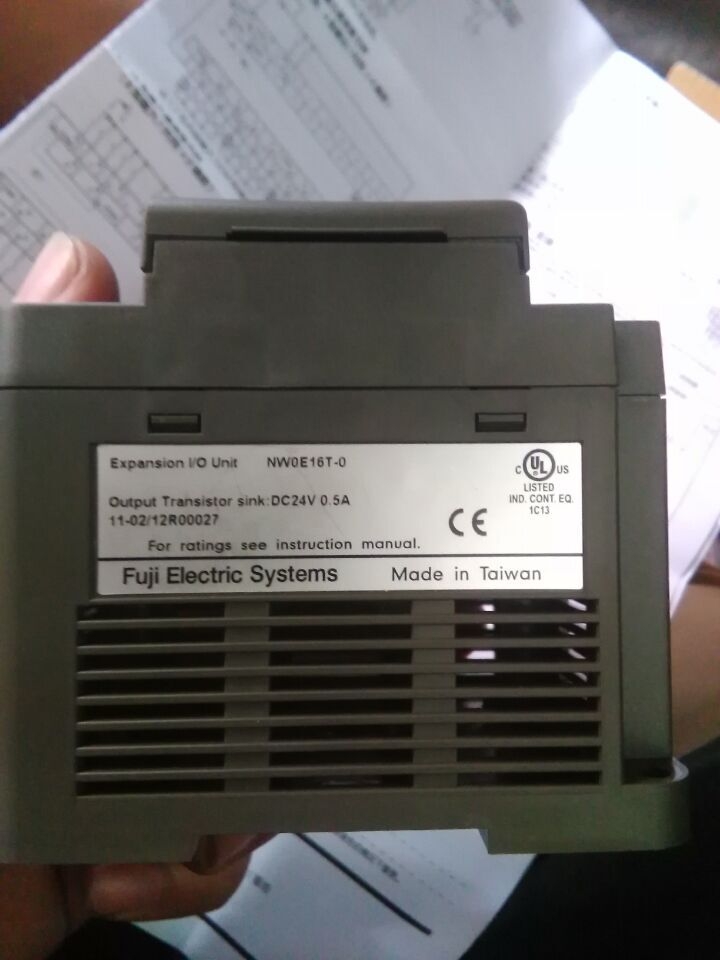 Expansion I/O Unit NW0E16T-0
Output Transistor sink:DC24V 0.5A
11-02/12R00027
For ratings see instruction manual.
C UL US
LISTED
IND. CONT. EQ.
1C13
CE
Fuji Electric Systems Made in Taiwan